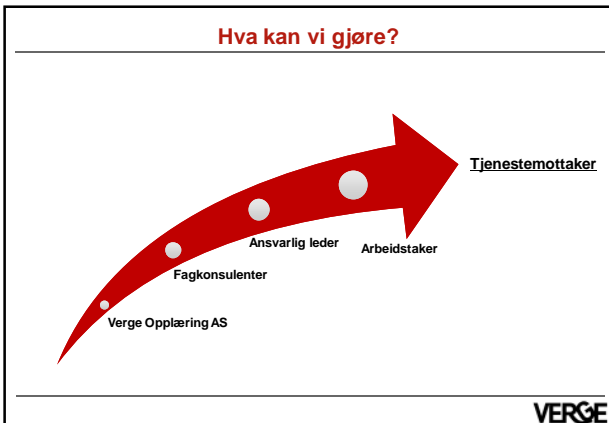 Hva kan vi gjøre?
Tjenestemottaker
Ansvarlig leder
Arbeidstaker
Fagkonsulenter
Verge Opplæring AS
VERGE